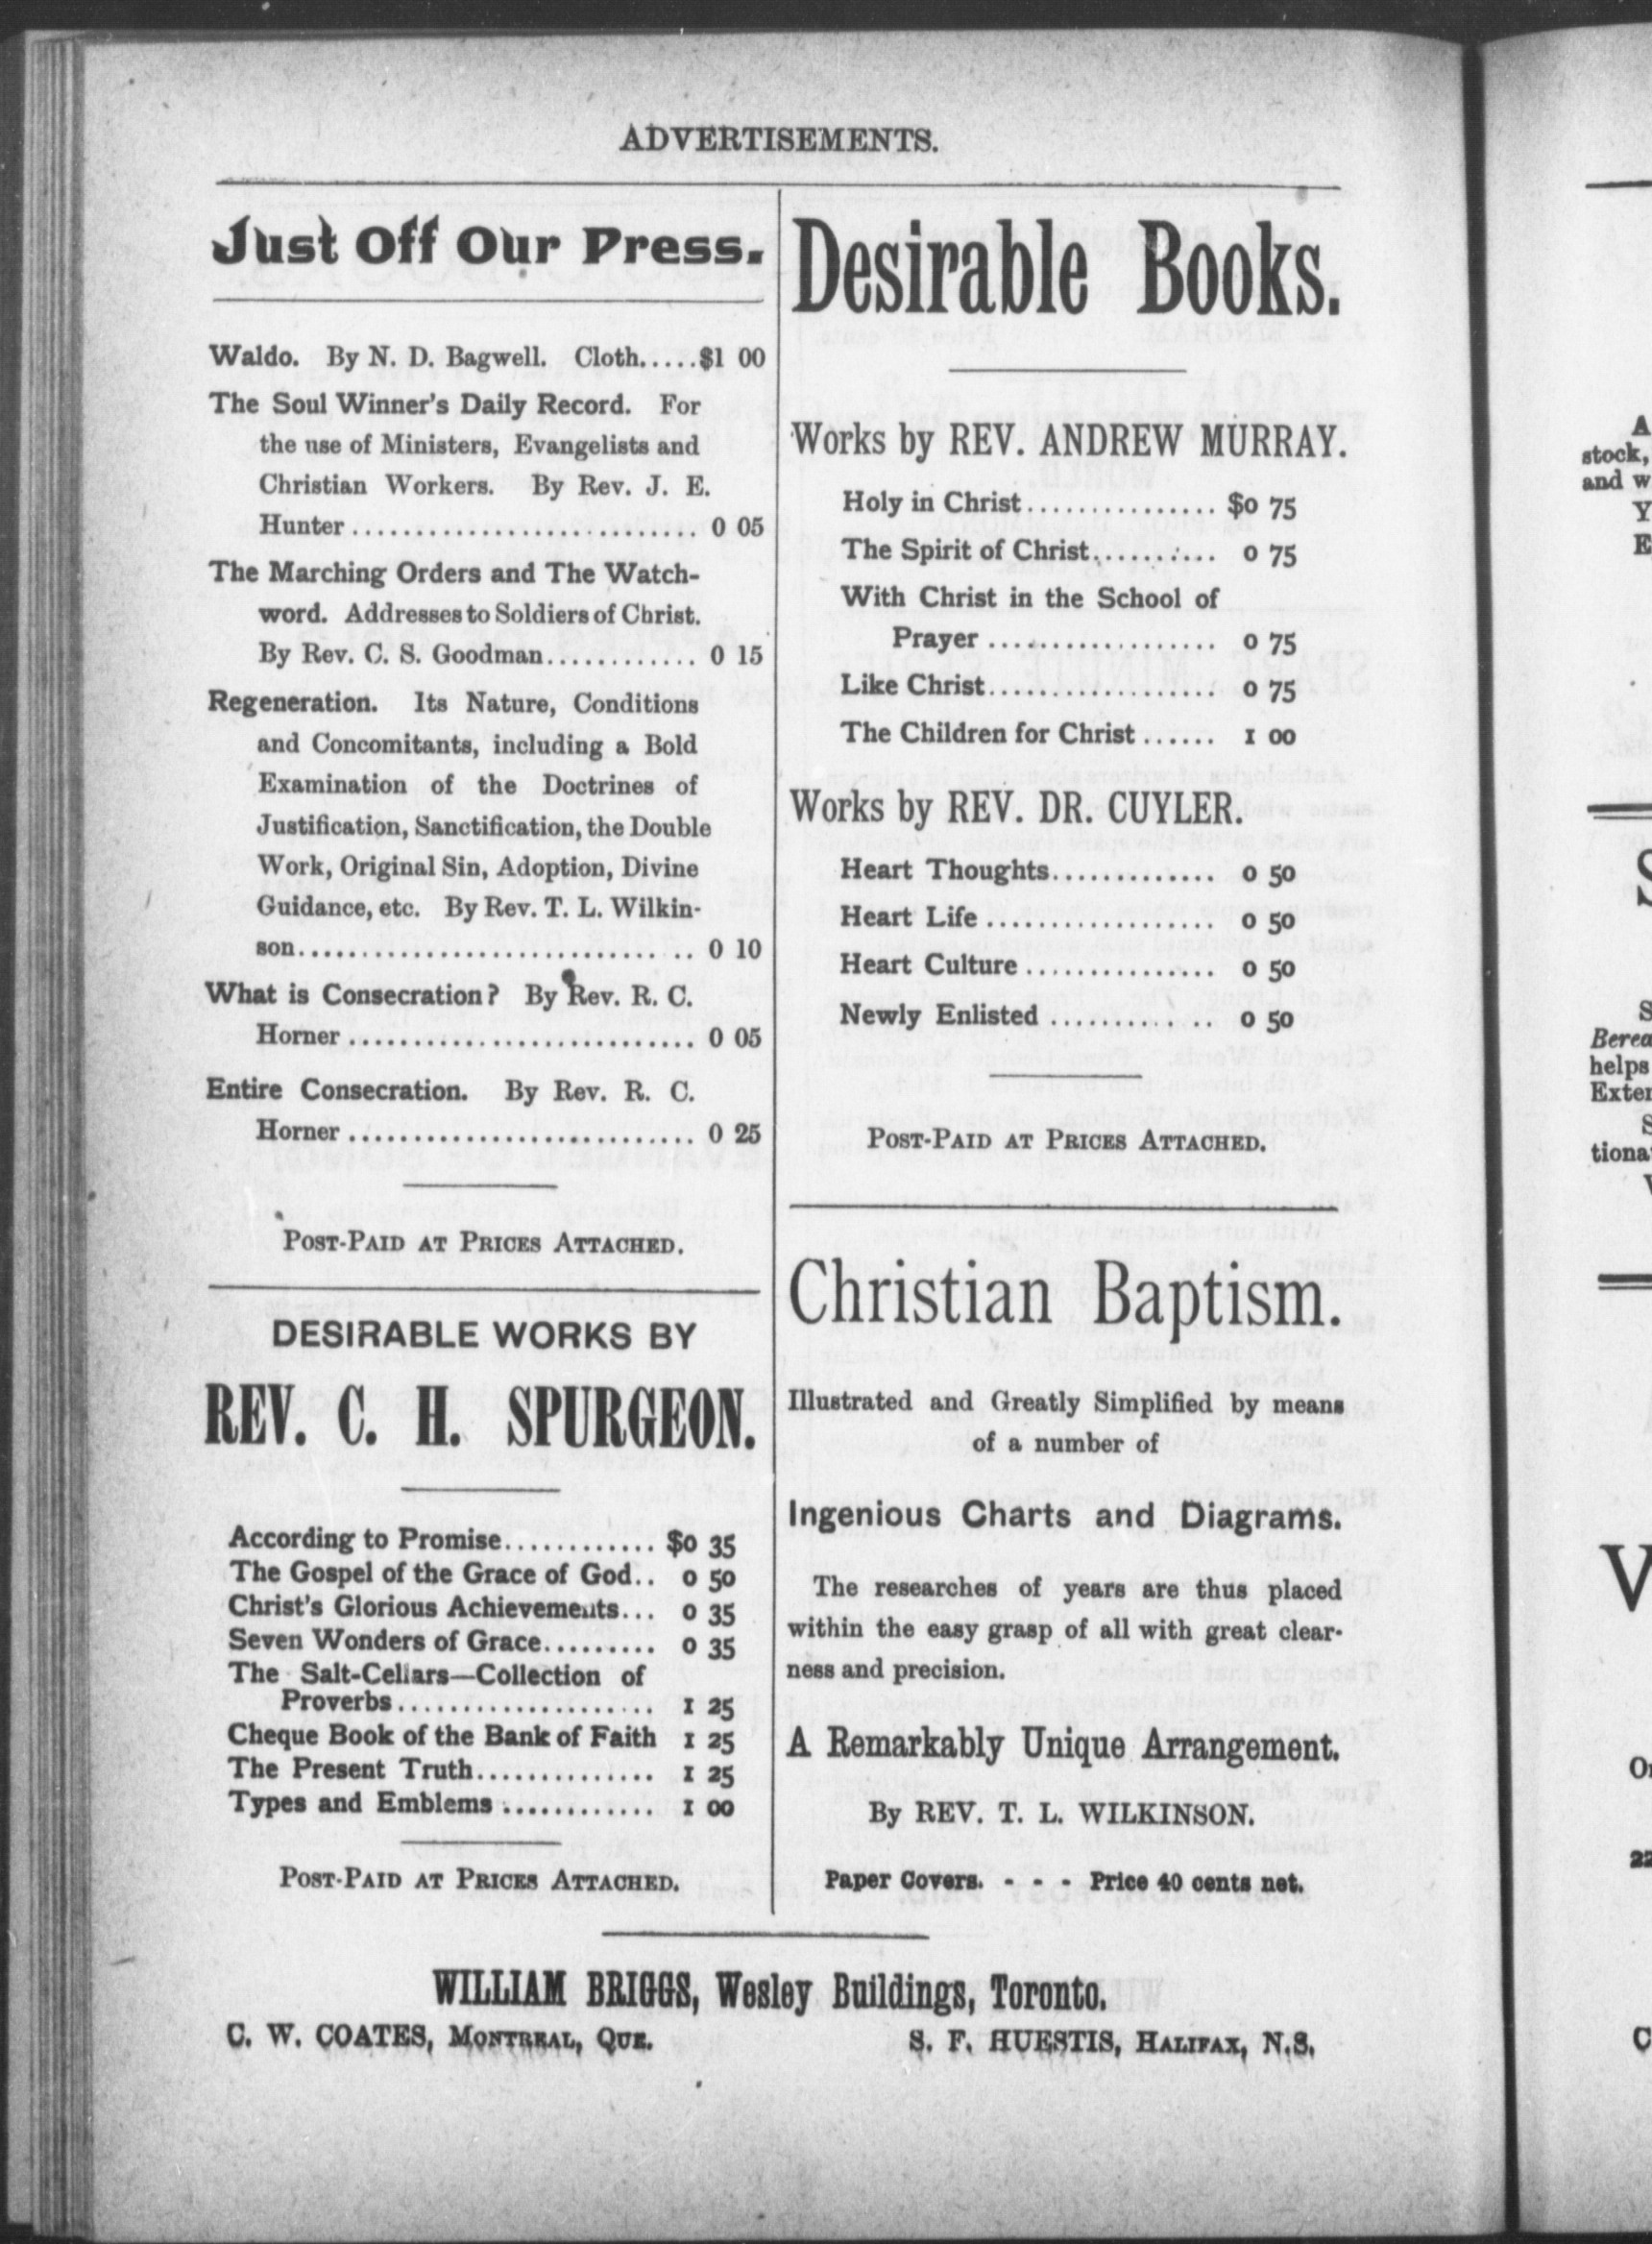 ADVERTISEMENTS.
Just Off Our Press.
Waldo. By N. D. Bagwell. Cloth.....$1 00
The Soul Winner's Daily Record. For
the use of Ministers, Evangelists and
Christian Workers. By Rev. J. E.
Hunter........................... 0 05
The Marching Orders and The Watch-
word. Addresses to Soldiers of Christ.
By Rev. C. S. Goodman............ 0 15
Regeneration. Its Nature, Conditions
and Concomitants, including a Bold
Examination of the Doctrines of
Justification, Sanctification, the Double
Work, Original Sin, Adoption, Divine
Guidance, etc. By Rev. T. L. Wilkin-
son.............................. 0 10
What is Consecration? By Rev. R. C.
Horner........................... 0 05
Entire Consecration. By Rev. R. C.
Horner........................... 0 25
POST-PAID AT PRICES ATTACHED.
DESIRABLE WORKS BY
REV. C. H. SPURGEON.
According to Promise............ $0 35
The Gospel of the Grace of God.. 0 50
Christ's Glorious Achievements... 0 35
Seven Wonders of Grace......... 0 35
The Salt-Cellars—Collection of
Proverbs.................... 1 25
Cheque Book of the Bank of Faith 1 25
The Present Truth.............. 1 25
Types and Emblems............ 1 00
POST-PAID AT PRICES ATTACHED.
Desirable Books.
Works by REV. ANDREW MURRAY.
Holy in Christ............... $0 75
The Spirit of Christ.......... 0 75
With Christ in the School of
Prayer.................. 0 75
Like Christ.................. 0 75
The Children for Christ...... 1 00
Works by REV. DR. CUYLER.
Heart Thoughts............. 0 50
Heart Life.................. 0 50
Heart Culture............... 0 50
Newly Enlisted............. 0 50
POST-PAID AT PRICES ATTACHED.
Christian Baptism.
Illustrated and Greatly Simplified by means
of a number of
Ingenious Charts and Diagrams.
The researches of years are thus placed
within the easy grasp of all with great clear-
ness and precision.
A Remarkably Unique Arrangement.
By REV. T. L. WILKINSON.
Paper Covers. - - - Price 40 cents net.
WILLIAM BRIGGS, Wesley Buildings, Toronto.
C. W. COATES, MONTREAL, QUE. S. F. HUESTIS, HALIFAX, N.S.
A
stock,
and w
Y
E
S
S
Berea
helps
Exter
S
tiona
V
22
C